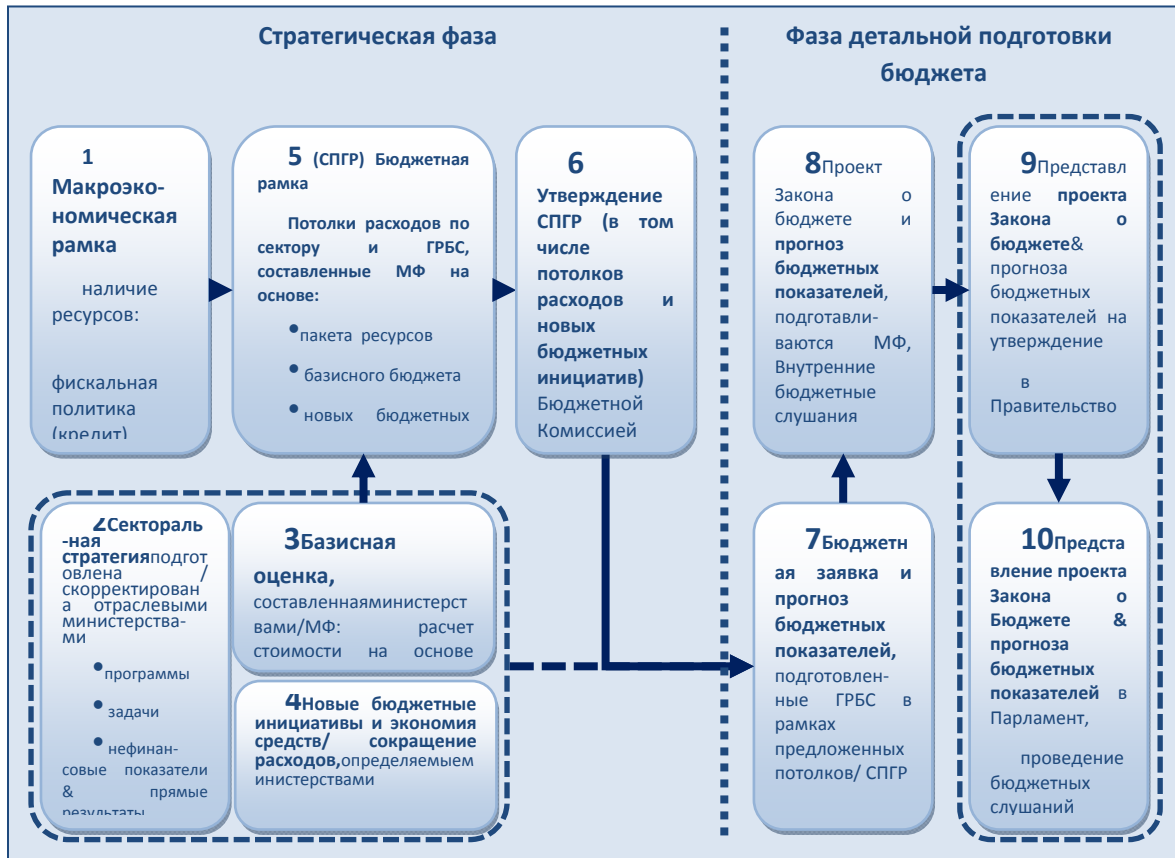 Стратегическая фаза
Фаза детальной подготовки
бюджета
1
Макроэко-
номическая
рамка
наличие
ресурсов:
фискальная
политика
(кредит)
5 (СПГР) Бюджетная
рамка
Потолки расходов по
сектору и ГРБС,
составленные МФ на
основе:
•пакета ресурсов
• базисного бюджета
• новых бюджетных
6
Утверждение
СПГР (в том
числе
потолков
расходов и
новых
бюджетных
инициатив)
Бюджетной
Комиссией
8Проект
Закона о
бюджете и
прогноз
бюджетных
показателей,
подготавли-
ваются МФ,
Внутренние
бюджетные
слушания
9Представл
ение проекта
Закона о
бюджете&
прогноза
бюджетных
показателей на
утверждение
в
Правительство
2Сектораль
-ная
стратегияподгот
овлена /
скорректирован
а отраслевыми
министерства-
ми
•программы
• задачи
• нефинан-
совые показатели
& прямые
результаты
3Базисная
оценка,
составленнаяминистерст
вами/МФ: расчет
стоимости на основе
4Новые бюджетные
инициативы и экономия
средств/ сокращение
расходов,определяемыем
инистерствами
7Бюджетн
ая заявка и
прогноз
бюджетных
показателей,
подготовлен-
ные ГРБС в
рамках
предложенных
потолков/ СПГР
10Предста
вление проекта
Закона о
Бюджете &
прогноза
бюджетных
показателей в
Парламент,
проведение
бюджетных
слушаний